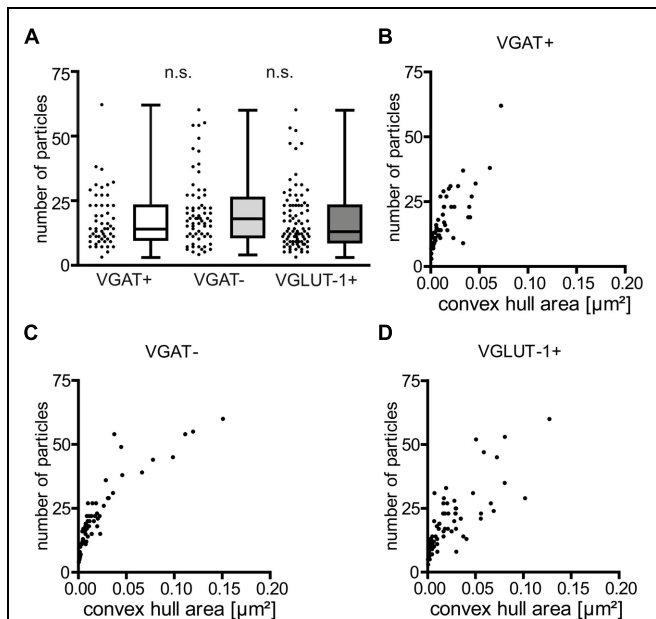 A
n.s.
n.s.
number of particles
75
50
25
0
VGAT+
VGAT-
VGLUT-1+
B
VGAT+
number of particles
75
50
25
0
0.00
0.05
0.10
0.15
0.20
convex hull area [µm²]
C
VGAT-
number of particles
75
50
25
0
0.00
0.05
0.10
0.15
0.20
convex hull area [µm²]
D
VGLUT-1+
number of particles
75
50
25
0
0.00
0.05
0.10
0.15
0.20
convex hull area [µm²]